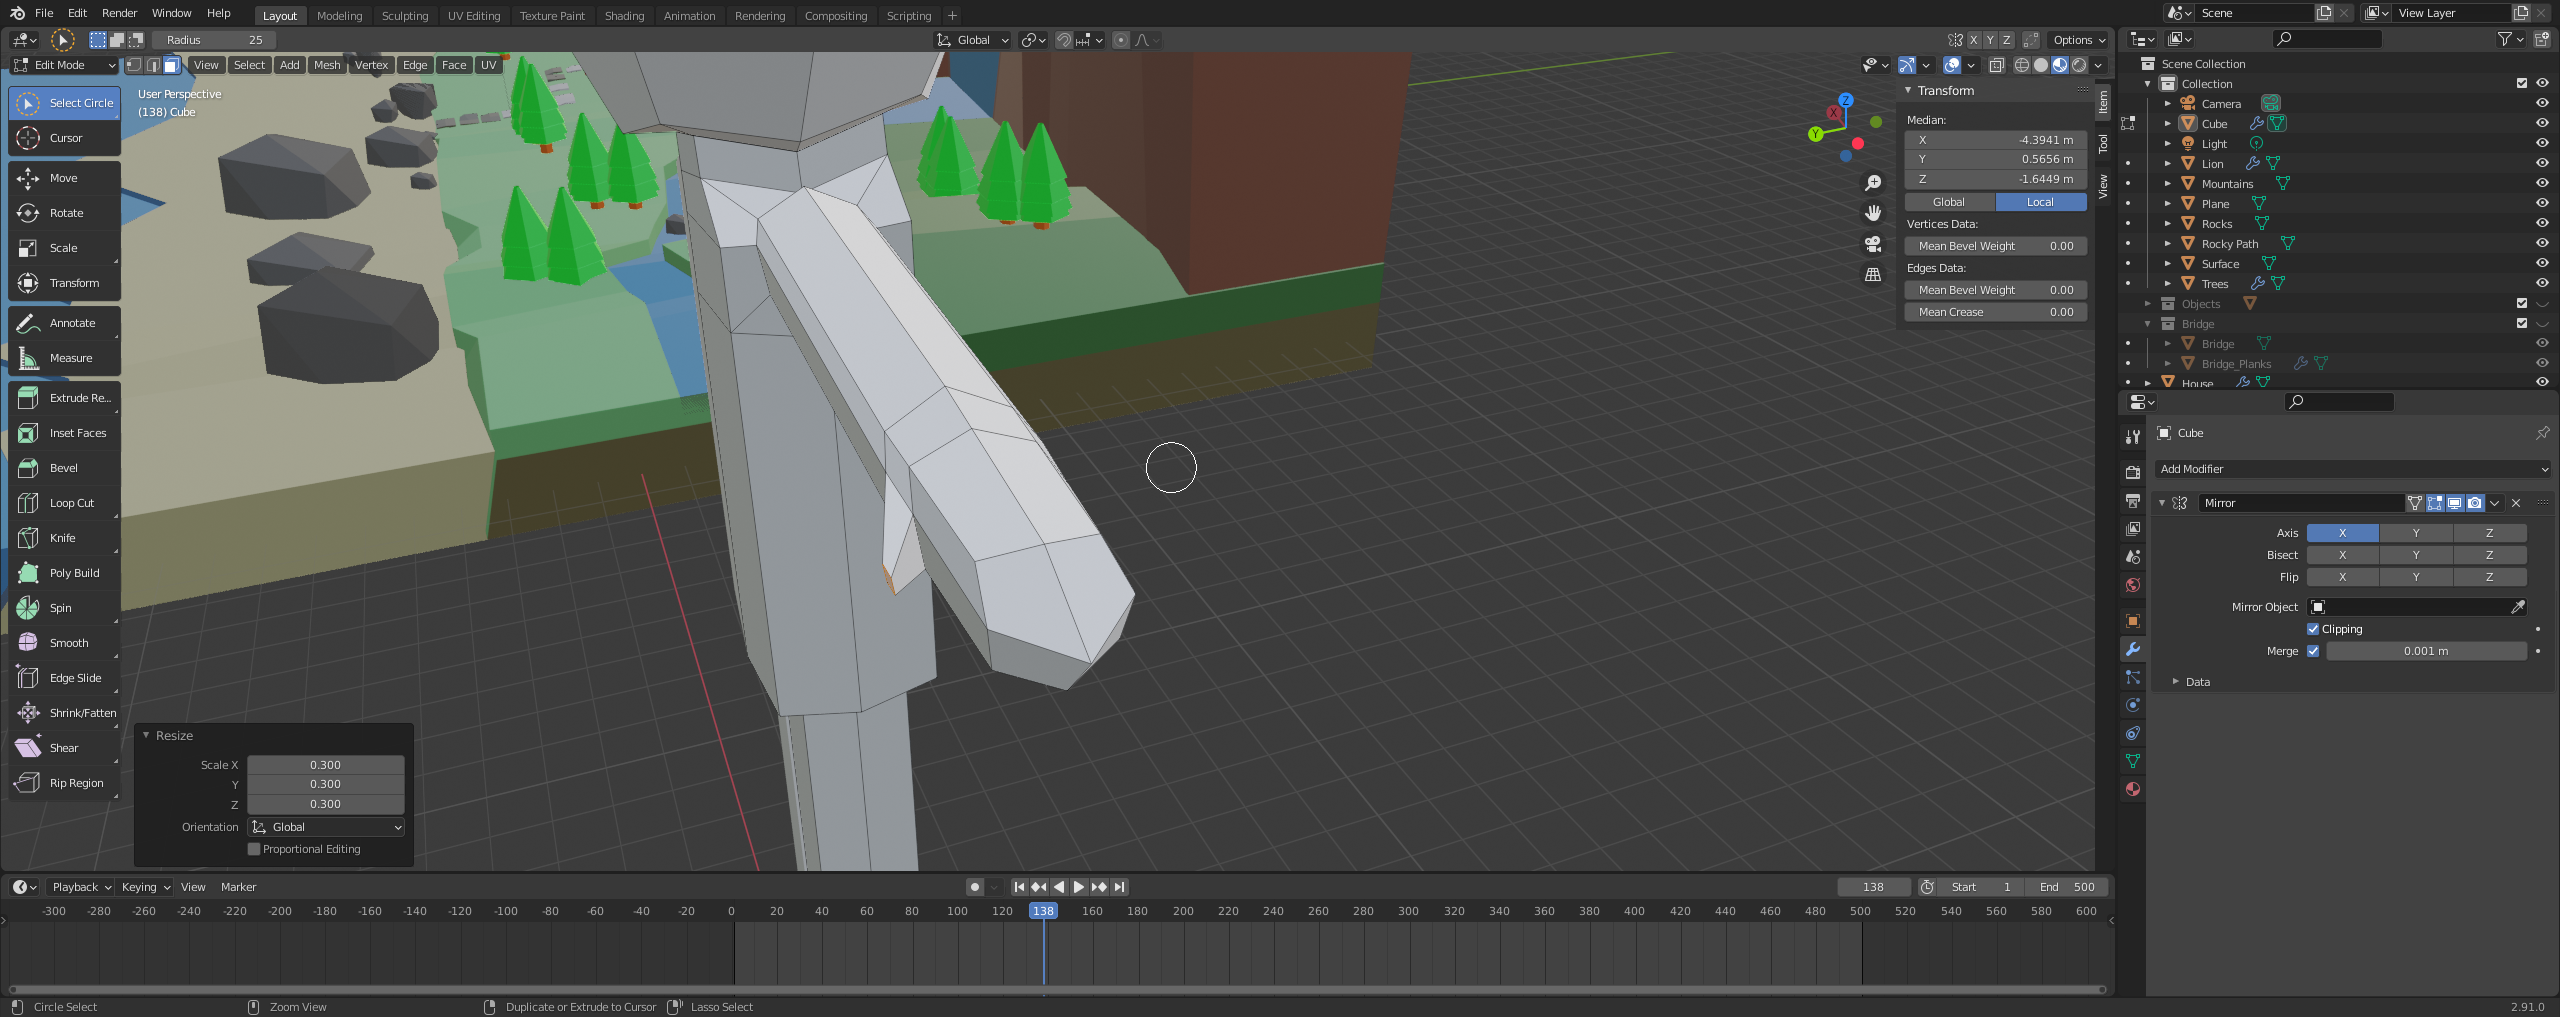 File Edit Render Window Help Layout Modeling Sculpting UV Editing Texture Paint Shading Animation Rendering Compositing Scripting + Scene View Layer
Radius 25 Global X Y Z Options
Edit Mode View Select Add Mesh Vertex Edge Face UV
User Perspective
(138) Cube
Select Circle
Cursor
Move
Rotate
Scale
Transform
Annotate
Measure
Extrude Re...
Inset Faces
Bevel
Loop Cut
Knife
Poly Build
Spin
Smooth
Edge Slide
Shrink/Fatten
Shear
Rip Region
Resize
Scale X 0.300
Y 0.300
Z 0.300
Orientation Global
Proportional Editing
Z
X
Y
Transform
Median:
X -4.3941 m
Y 0.5656 m
Z -1.6449 m
Global Local
Vertices Data:
Mean Bevel Weight 0.00
Edges Data:
Mean Bevel Weight 0.00
Mean Crease 0.00
Item
Tool
View
Scene Collection
Collection
Camera
Cube
Light
Lion
Mountains
Plane
Rocks
Rocky Path
Surface
Trees
Objects
Bridge
Bridge
Bridge_Planks
House
Cube
Add Modifier
Mirror
Axis X Y Z
Bisect X Y Z
Flip X Y Z
Mirror Object
Clipping
Merge 0.001 m
Data
Playback Keying View Marker 138 Start 1 End 500
-300 -280 -260 -240 -220 -200 -180 -160 -140 -120 -100 -80 -60 -40 -20 0 20 40 60 80 100 120 138 160 180 200 220 240 260 280 300 320 340 360 380 400 420 440 460 480 500 520 540 560 580 600
Circle Select Zoom View Duplicate or Extrude to Cursor Lasso Select 2.91.0